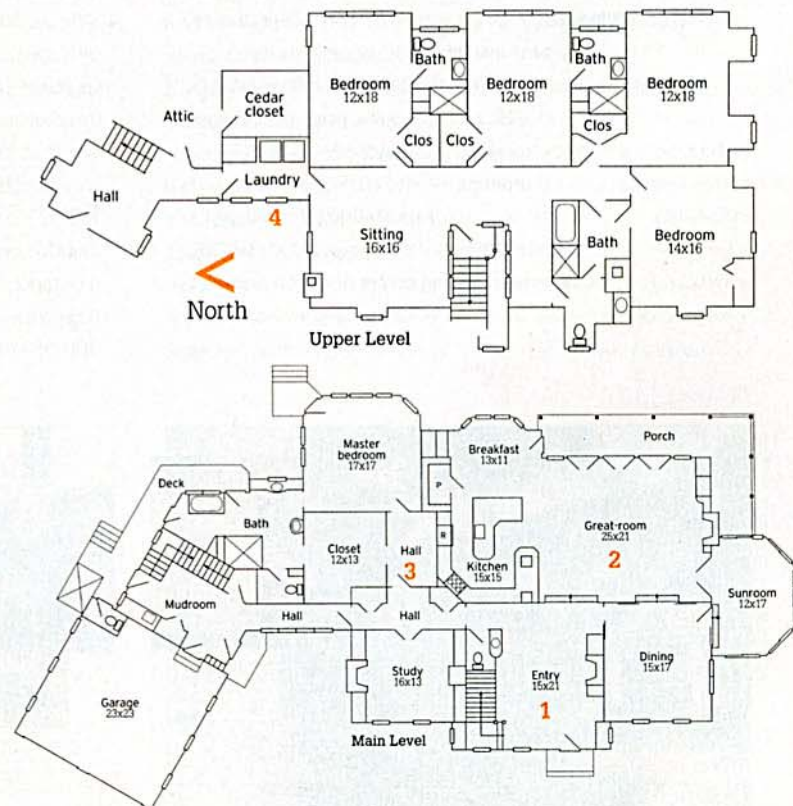 Bedroom
12x18
Bath
Bedroom
12x18
Bath
Bedroom
12x18
Cedar
closet
Attic
Clos
Clos
Clos
Laundry
Hall
4
Sitting
16x16
Bath
Bedroom
14x16
North
Upper Level
Master
bedroom
17x17
Breakfast
13x11
Porch
Deck
P
Bath
Great-room
25x21
Closet
12x13
Hall
R
Kitchen
15x15
3
2
Sunroom
12x17
Mudroom
Hall
Hall
Study
16x13
Entry
15x21
Dining
15x17
Garage
23x23
1
Main Level